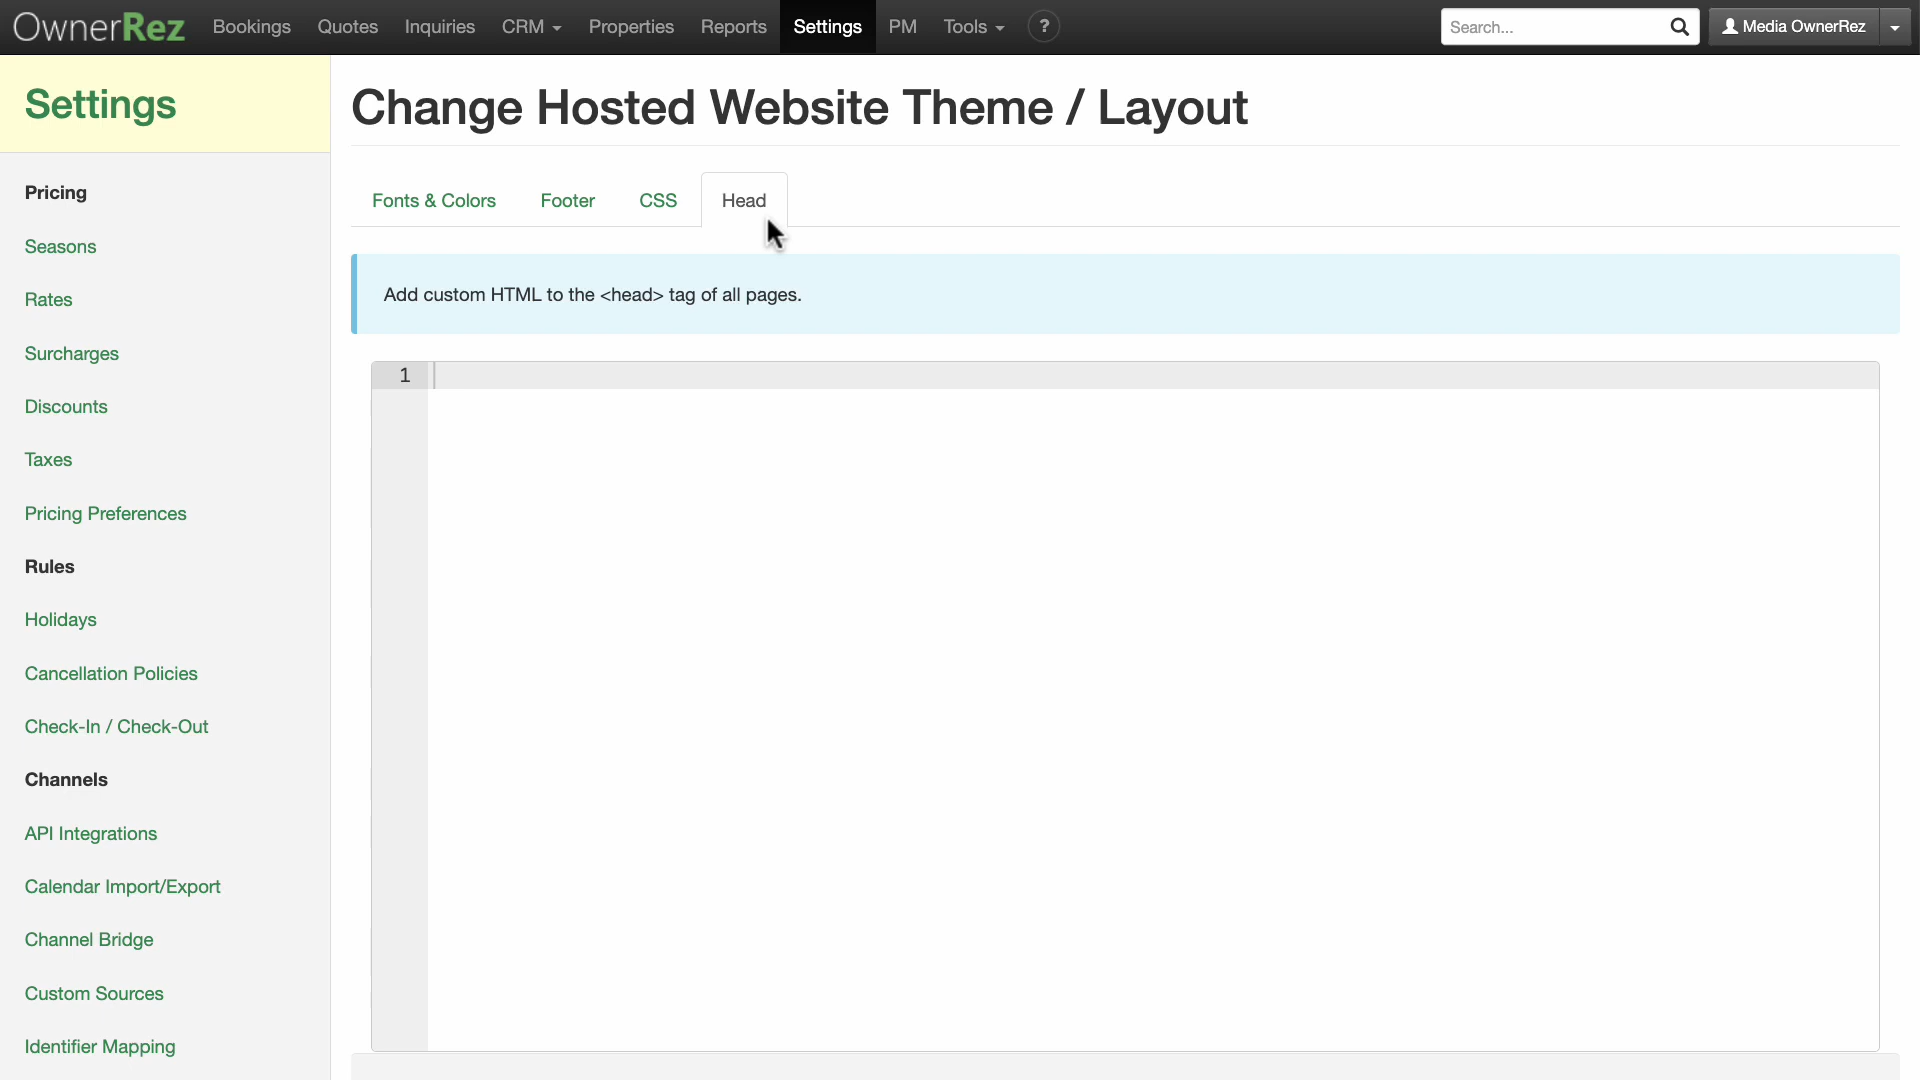 OwnerRez Bookings Quotes Inquiries CRM Properties Reports Settings PM Tools ? Search... Media OwnerRez
Settings
Pricing
Seasons
Rates
Surcharges
Discounts
Taxes
Pricing Preferences
Rules
Holidays
Cancellation Policies
Check-In / Check-Out
Channels
API Integrations
Calendar Import/Export
Channel Bridge
Custom Sources
Identifier Mapping
Change Hosted Website Theme / Layout
Fonts & Colors Footer CSS Head
Add custom HTML to the <head> tag of all pages.
1